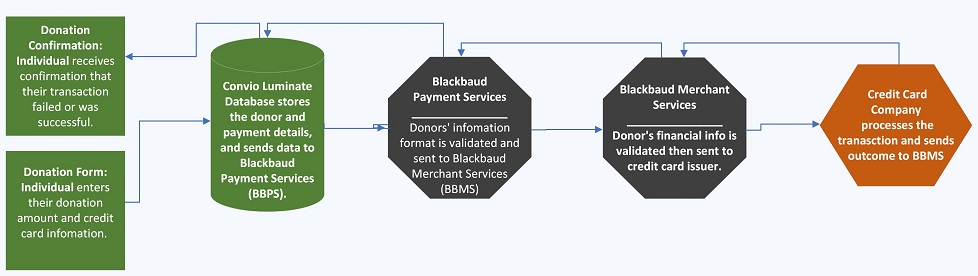 Donation
Confirmation:
Individual receives
confirmation that
their transaction
failed or was
successful.
Donation Form:
Individual enters
their donation
amount and credit
card infomation.
Convio Luminate
Database stores
the donor and
payment details,
and sends data to
Blackbaud
Payment Services
(BBPS).
Blackbaud
Payment Services
Donors' infomation
format is validated and
sent to Blackbaud
Merchant Services
(BBMS)
Blackbaud Merchant
Services
Donor's financial info is
validated then sent to
credit card issuer.
Credit Card
Company
processes the
tranasction and sends
outcome to BBMS